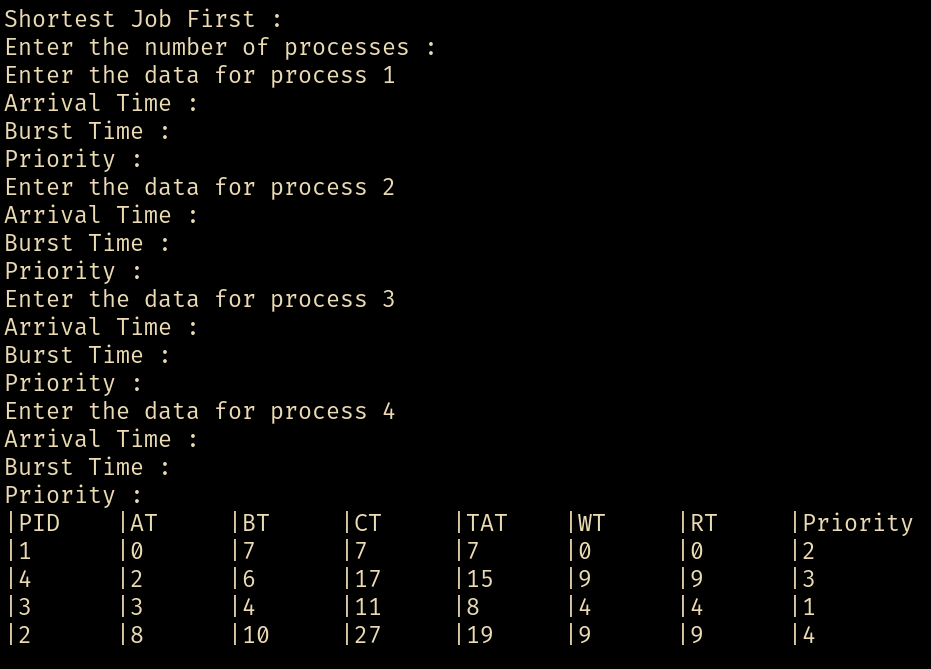 Shortest Job First :
Enter the number of processes :
Enter the data for process 1
Arrival Time :
Burst Time :
Priority :
Enter the data for process 2
Arrival Time :
Burst Time :
Priority :
Enter the data for process 3
Arrival Time :
Burst Time :
Priority :
Enter the data for process 4
Arrival Time :
Burst Time :
Priority :
|PID |AT |BT |CT |TAT |WT |RT |Priority
|1 |0 |7 |7 |7 |0 |0 |2
|4 |2 |6 |17 |15 |9 |9 |3
|3 |3 |4 |11 |8 |4 |4 |1
|2 |8 |10 |27 |19 |9 |9 |4